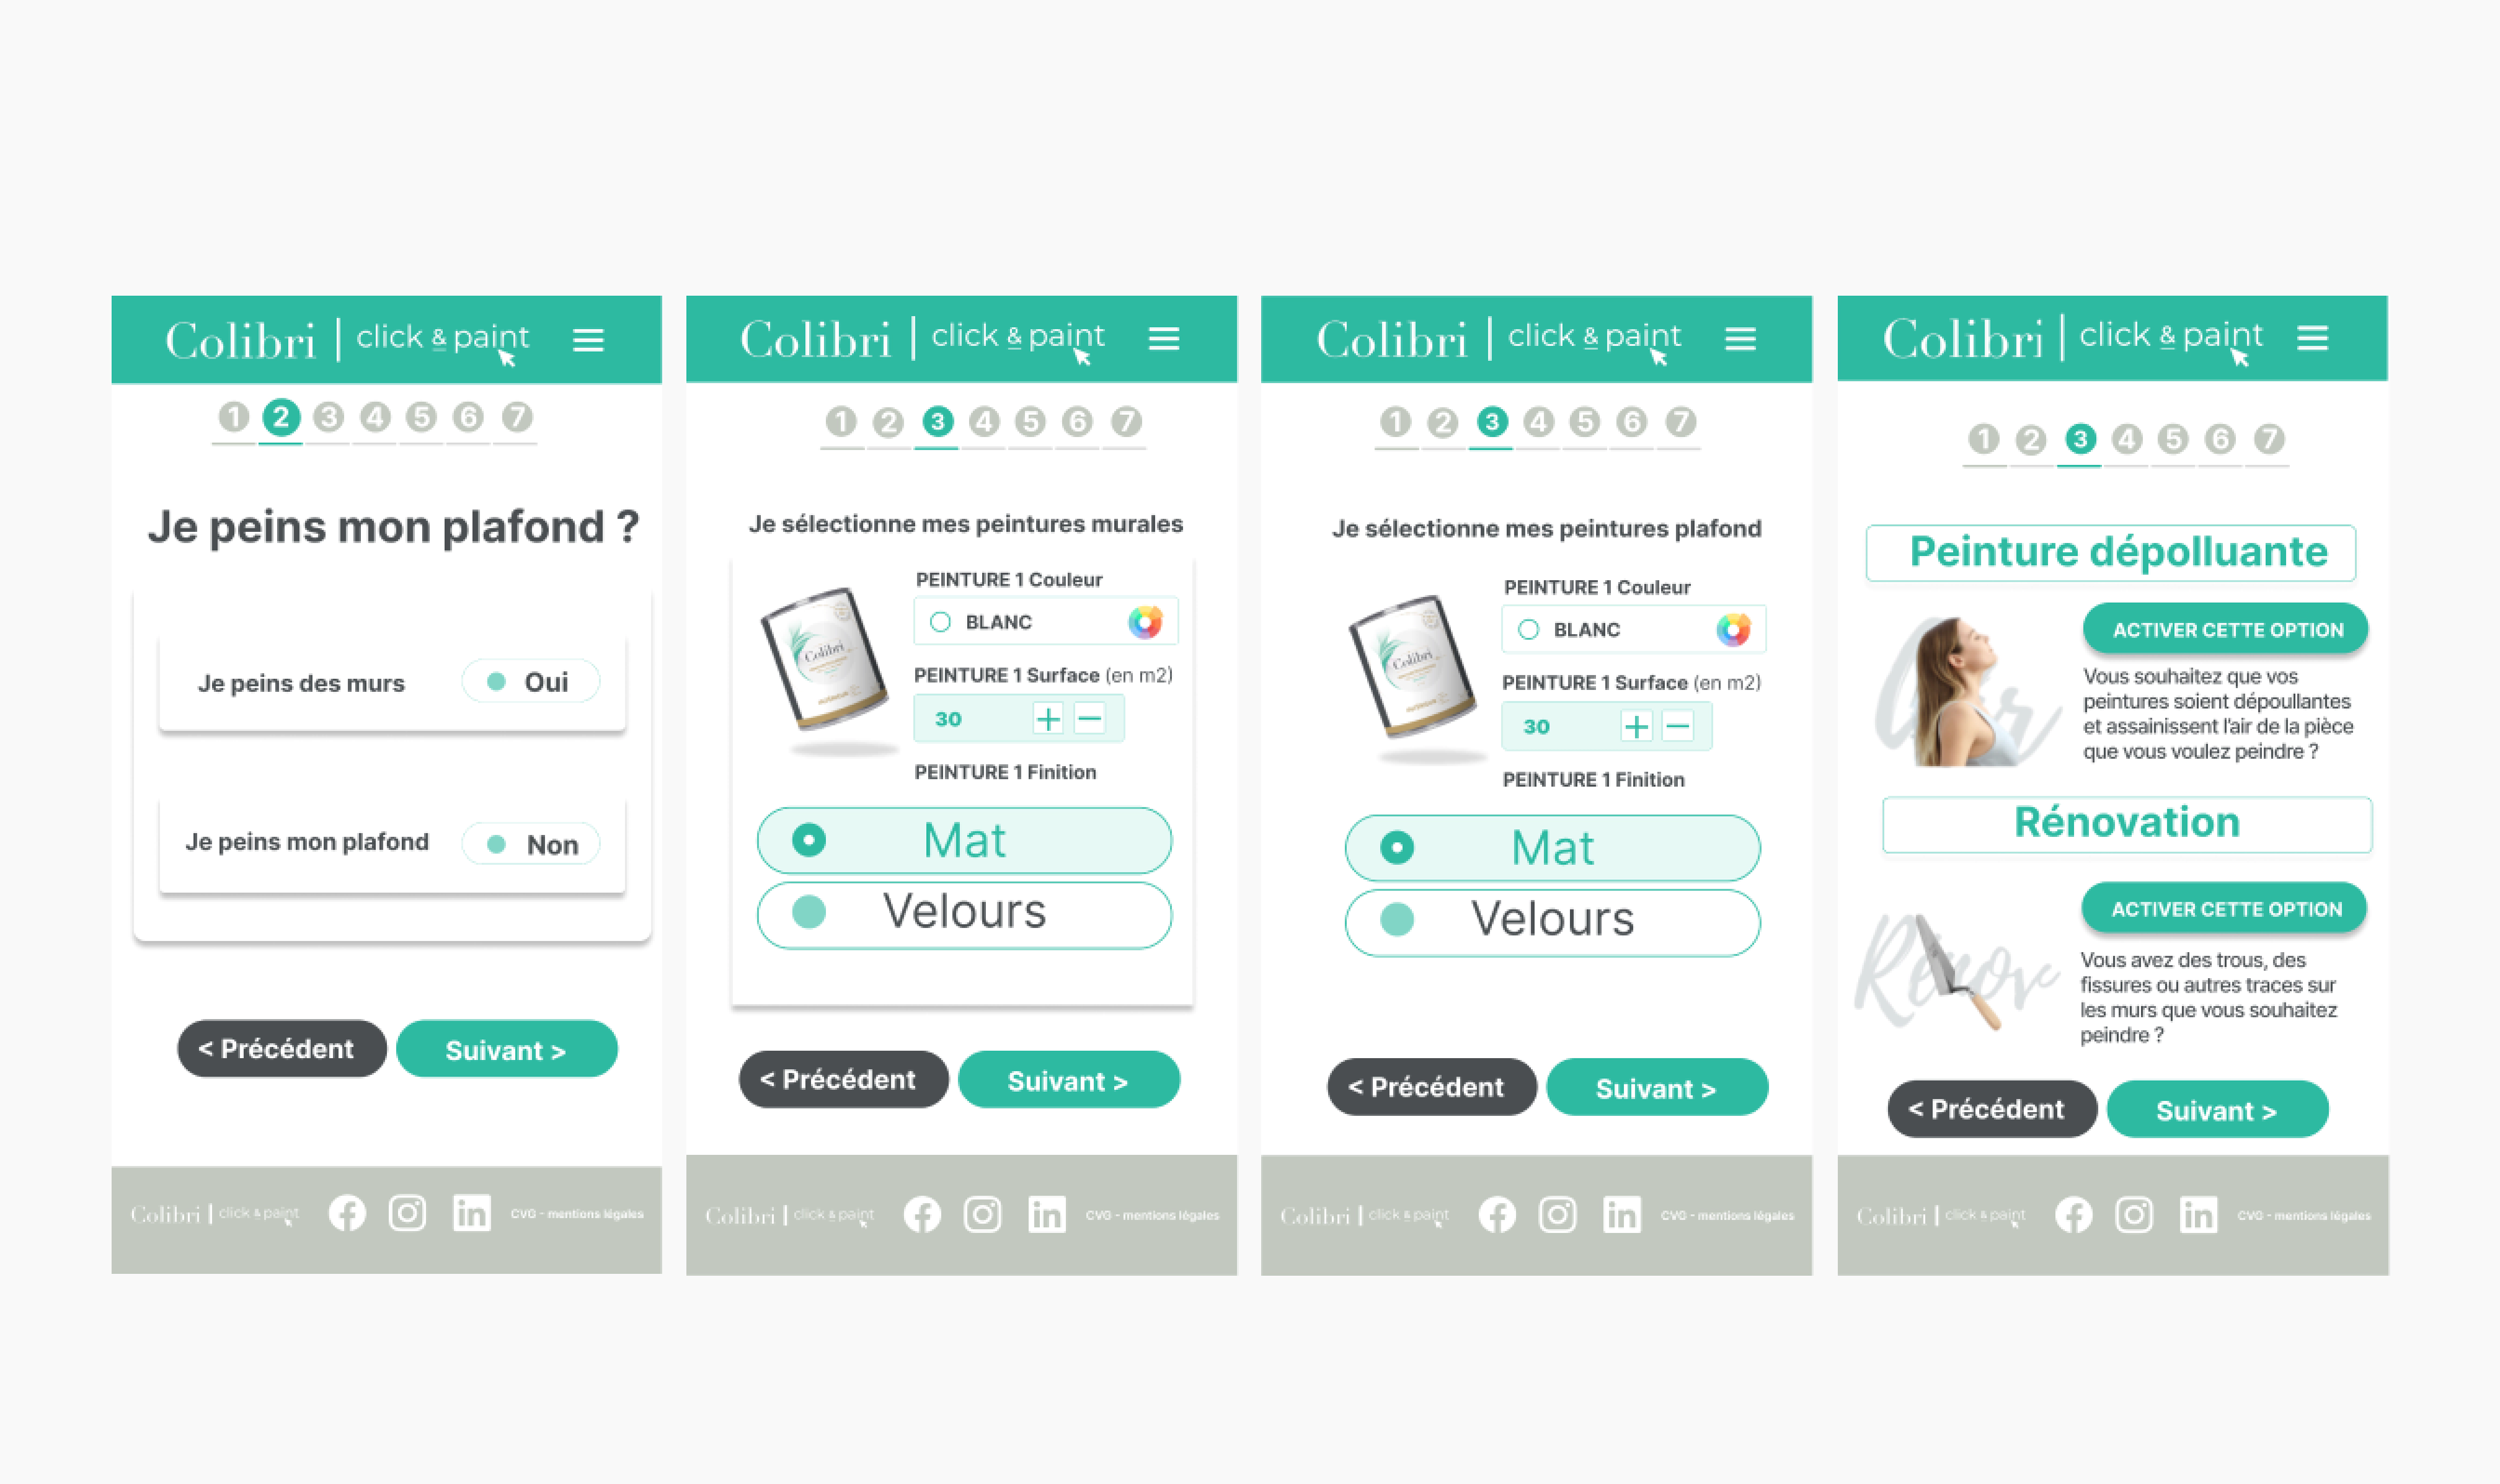 Colibri | click & paint
1 2 3 4 5 6 7
Je peins mon plafond ?
Je peins des murs
Oui
Je peins mon plafond
Non
< Précédent
Suivant >
Colibri | click & paint
CVG - mentions légales
Colibri | click & paint
1 2 3 4 5 6 7
Je sélectionne mes peintures murales
PEINTURE 1 Couleur
BLANC
PEINTURE 1 Surface (en m2)
30
+ −
PEINTURE 1 Finition
Colibri
Mat
Velours
< Précédent
Suivant >
Colibri | click & paint
CVG - mentions légales
Colibri | click & paint
1 2 3 4 5 6 7
Je sélectionne mes peintures plafond
PEINTURE 1 Couleur
BLANC
PEINTURE 1 Surface (en m2)
30
+ −
PEINTURE 1 Finition
Colibri
Mat
Velours
< Précédent
Suivant >
Colibri | click & paint
CVG - mentions légales
Colibri | click & paint
1 2 3 4 5 6 7
Peinture dépolluante
Air
ACTIVER CETTE OPTION
Vous souhaitez que vos
peintures soient dépoullantes
et assainissent l'air de la pièce
que vous voulez peindre ?
Rénovation
Rénov
ACTIVER CETTE OPTION
Vous avez des trous, des
fissures ou autres traces sur
les murs que vous souhaitez
peindre ?
< Précédent
Suivant >
Colibri | click & paint
CVG - mentions légales